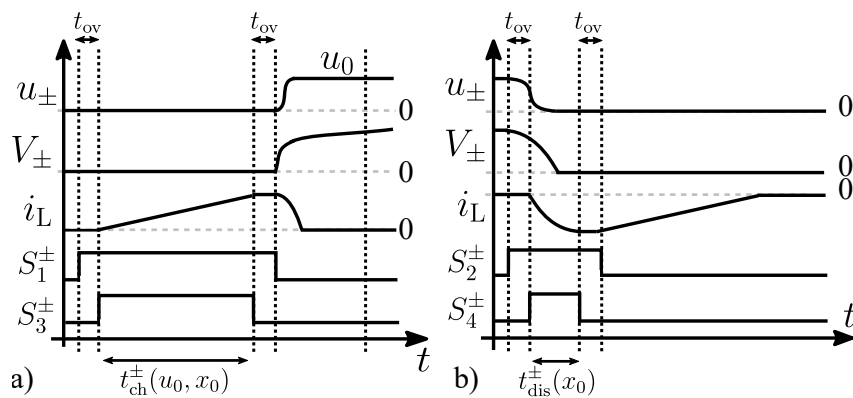 t_ov t_ov
u_± u_0 0
V_± 0
i_L 0
S_1^±
S_3^±
t
a) t_ch^±(u_0, x_0)
t_ov t_ov
u_± 0
V_± 0
i_L 0
S_2^±
S_4^±
t
b) t_dis^±(x_0)